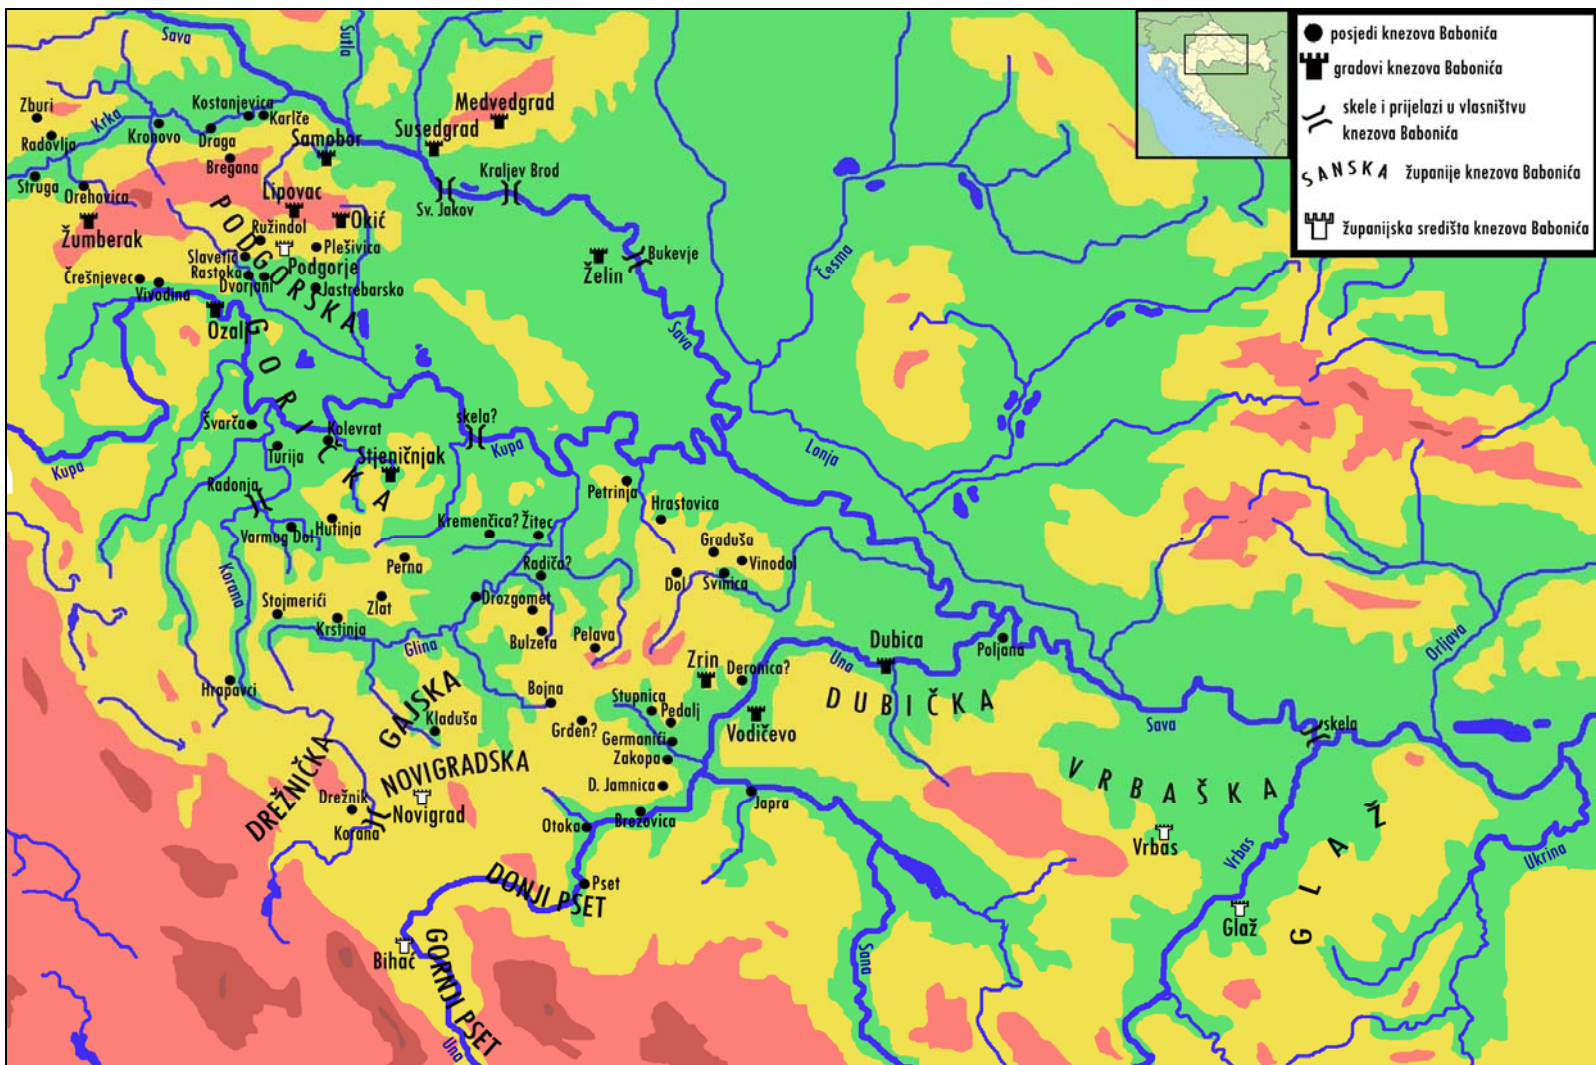 posjedi knezova Babonića
gradovi knezova Babonića
skele i prijelazi u vlasništvu
knezova Babonića
SANSKA
županije knezova Babonića
županijska središta knezova Babonića
Sava
Sutla
Zburi
Krka
Kostanjevica
Karlče
Radovlja
Kronovo
Draga
Samobor
Susedgrad
Medvedgrad
Bregana
Struga
Orehovica
Lipovac
Sv. Jakov
Kraljev Brod
Žumberak
PODGORSKA
Ružindol
Okić
Plešivica
Slavetić
Podgorje
Rastoka
Dvorjani
Jastrebarsko
Črešnjevec
Vivodina
Želin
Bukevje
Česma
Ozalj
GORIČKA
Sava
Švarča
Kolevrat
skela?
Kupa
Turija
Stjeničnjak
Kupa
Lonja
Radonja
Petrinja
Hrastovica
Varmug Dol
Hutinja
Kremenčica?
Žitec
Graduša
Vinodol
Perna
Radiča?
Dol
Svinica
Korana
Stojmerići
Zlat
Drozgomet
Krstinja
Glina
Bulzeta
Pelava
Dubica
Poljana
Orljava
Una
Hrapavci
Zrin
Deronica?
GAJSKA
Bojna
Stupnica
Pedalj
DUBIČKA
Kladuša
Grđen?
Germanići
Vodičevo
Sava
skela
Zakopa
DREŽNIČKA
NOVIGRADSKA
VRBAŠKA
D. Jamnica
Drežnik
Novigrad
Japra
Korana
Otoka
Brezovica
Vrbas
Vrbas
GLAŽ
Ukrina
DONJI PSET
Pset
Glaž
Bihać
GORNJI PSET
Sana
Una